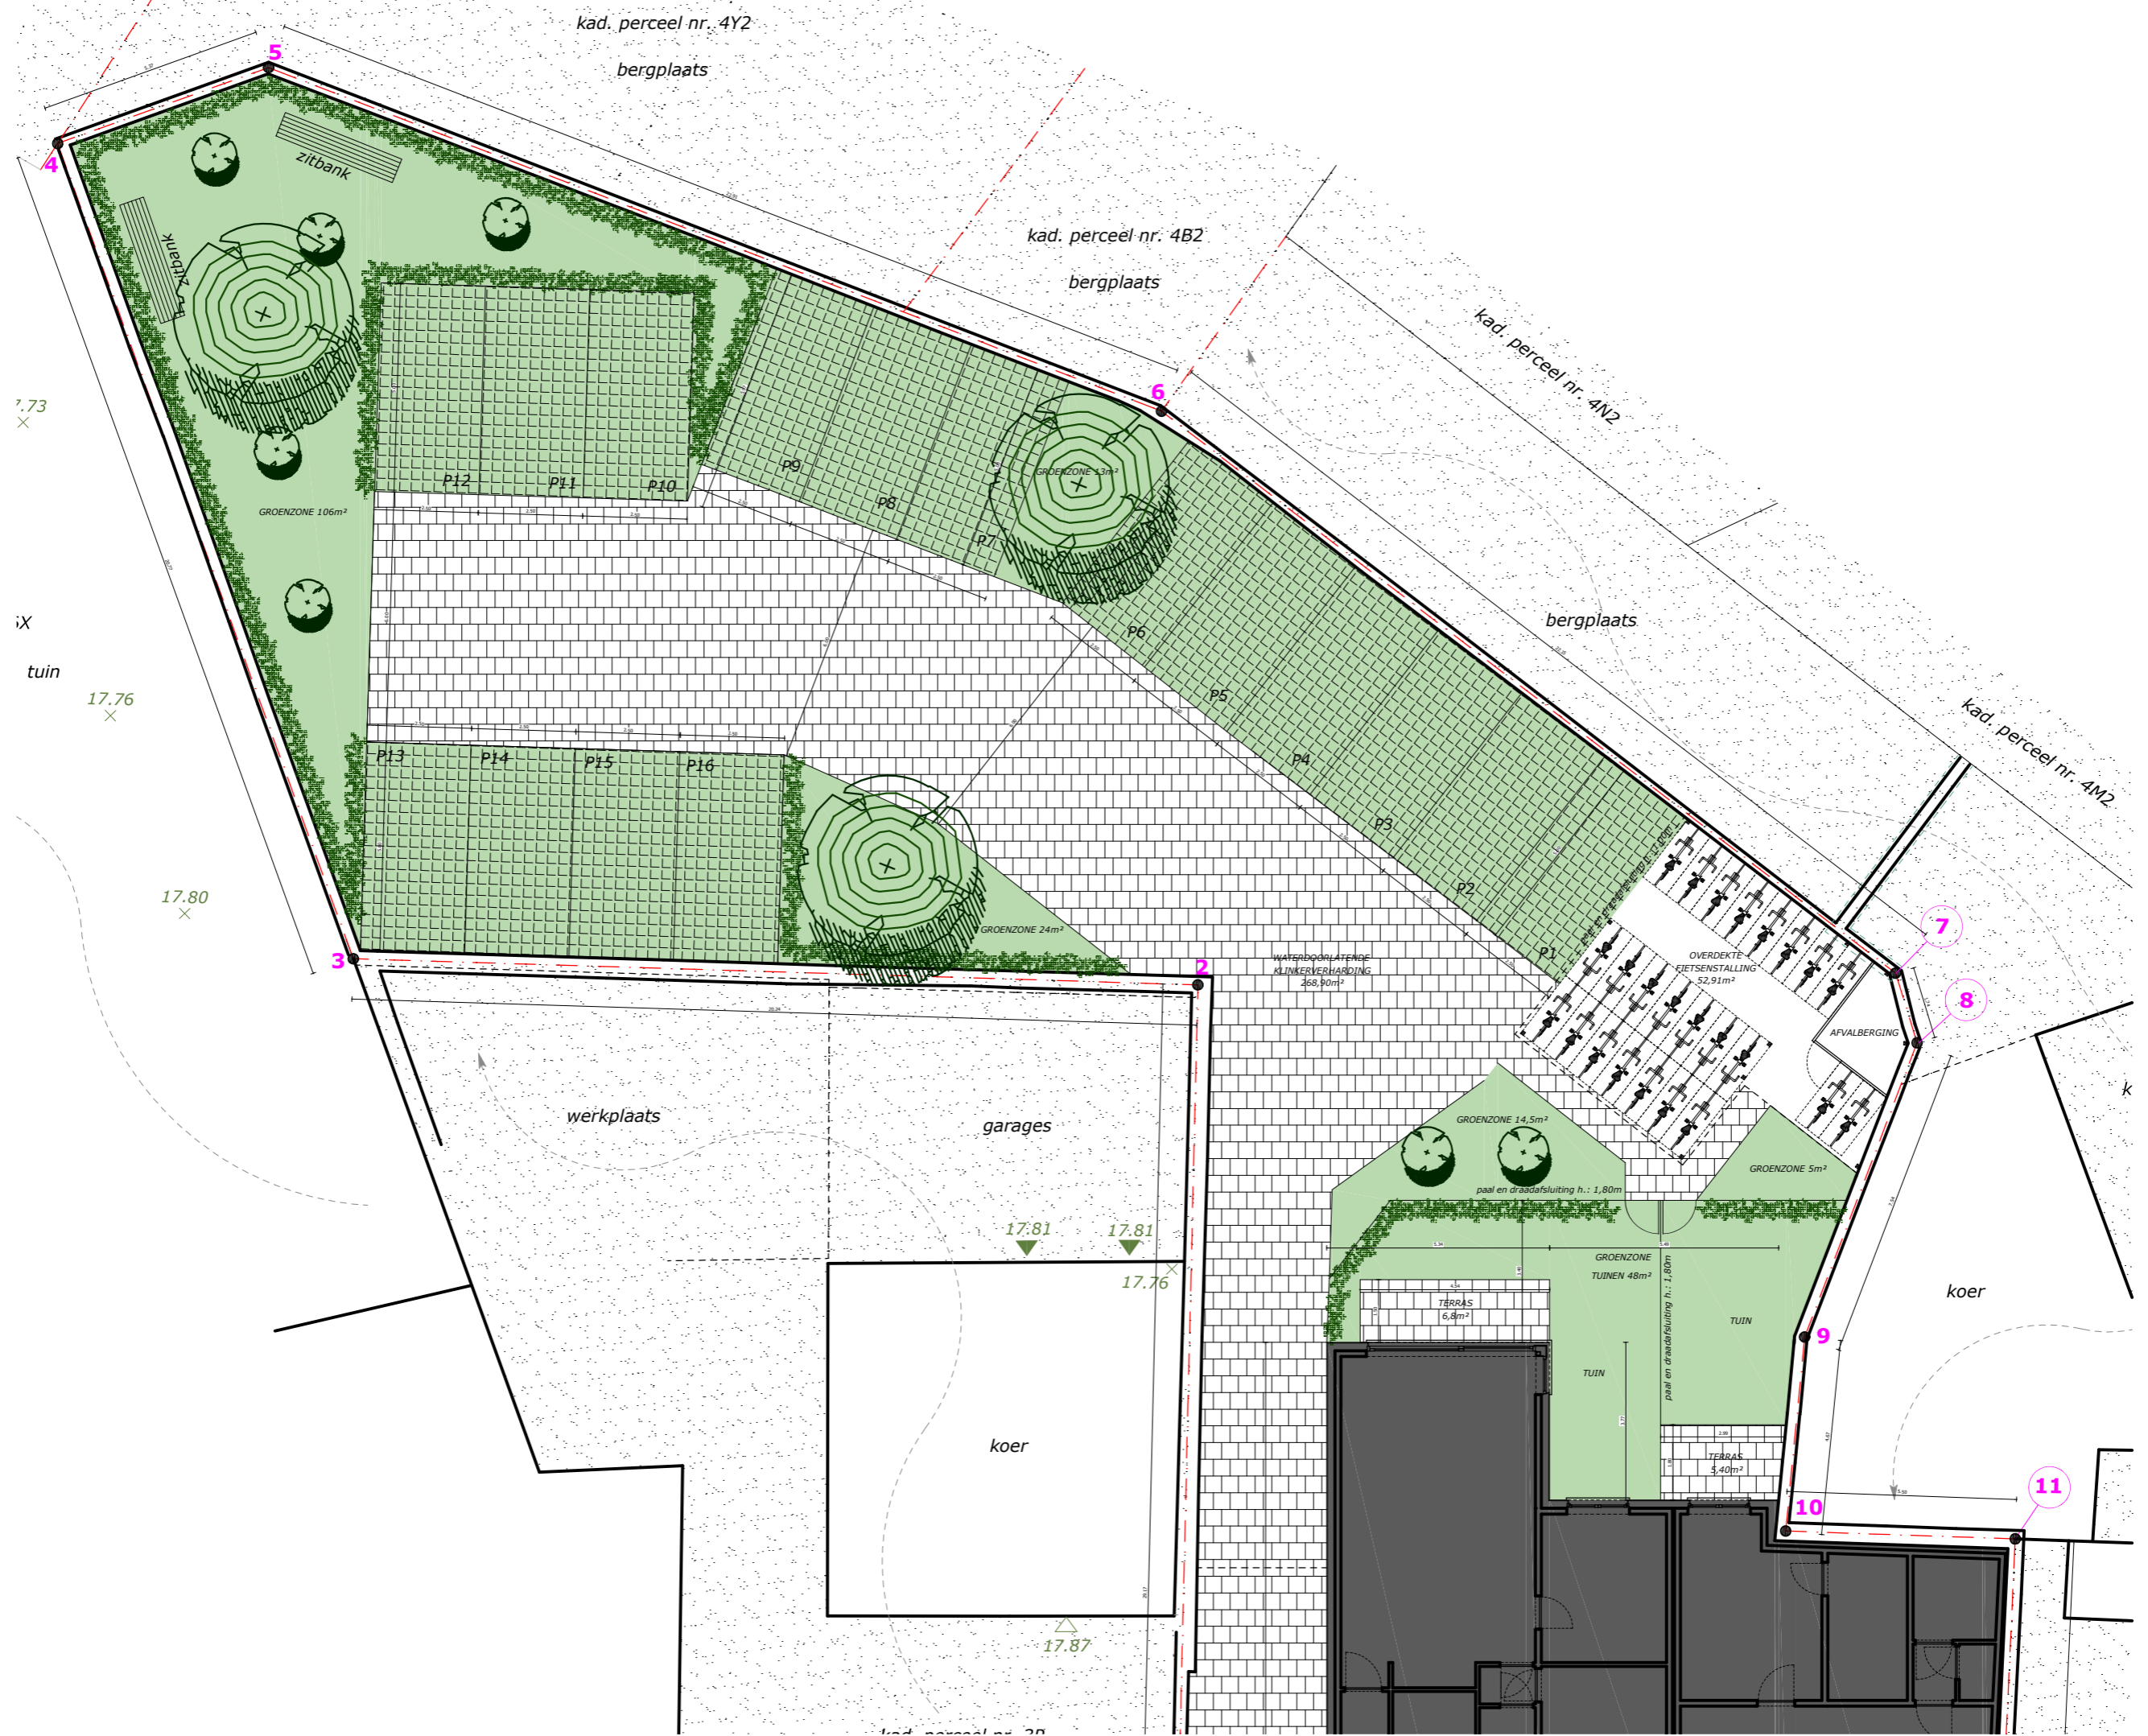 kad. perceel nr. 4Y2
bergplaats
5
4
zitbank
zitbank
kad. perceel nr. 4B2
bergplaats
6
kad. perceel nr. 4N2
bergplaats
kad. perceel nr. 4M2
P12
P11
P10
P9
P8
P7
GROENZONE 13m²
GROENZONE 106m²
P6
P5
P4
P3
P2
P1
tuin
17.76
17.80
P13
P14
P15
P16
GROENZONE 24m²
3
2
WATERDOORLATENDE
KLINKERVERHARDING
268,90m²
OVERDEKTE
FIETSENSTALLING
52,91m²
7
8
AFVALBERGING
werkplaats
garages
GROENZONE 14,5m²
GROENZONE 5m²
paal en draadafsluiting h.: 1,80m
17.81
17.81
17.76
GROENZONE
TUINEN 48m²
paal en draadafsluiting h.: 1,80m
TERRAS
6,8m²
TUIN
TUIN
9
koer
koer
TERRAS
5,40m²
10
11
17.87